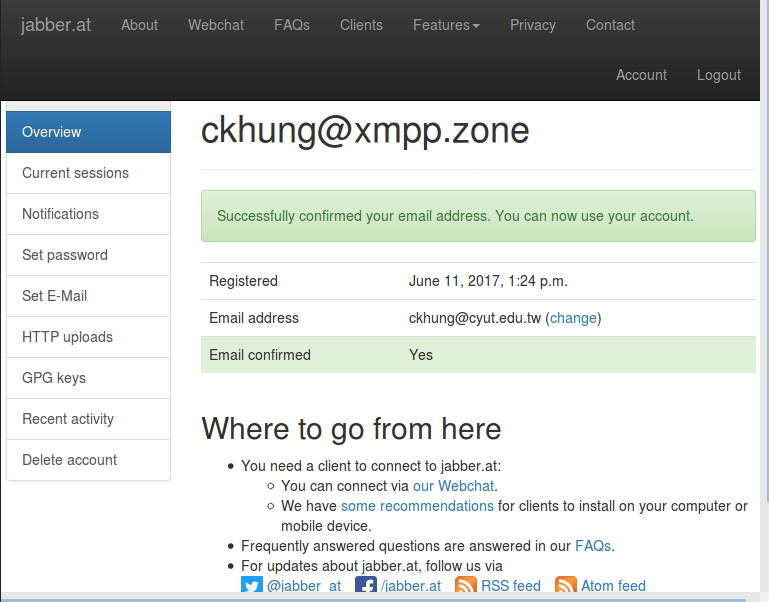 jabber.at About Webchat FAQs Clients Features Privacy Contact
Account Logout
Overview
Current sessions
Notifications
Set password
Set E-Mail
HTTP uploads
GPG keys
Recent activity
Delete account
ckhung@xmpp.zone
Successfully confirmed your email address. You can now use your account.
Registered June 11, 2017, 1:24 p.m.
Email address ckhung@cyut.edu.tw (change)
Email confirmed Yes
Where to go from here
You need a client to connect to jabber.at:
You can connect via our Webchat.
We have some recommendations for clients to install on your computer or
mobile device.
Frequently answered questions are answered in our FAQs.
For updates about jabber.at, follow us via
@jabber_at /jabber.at RSS feed Atom feed